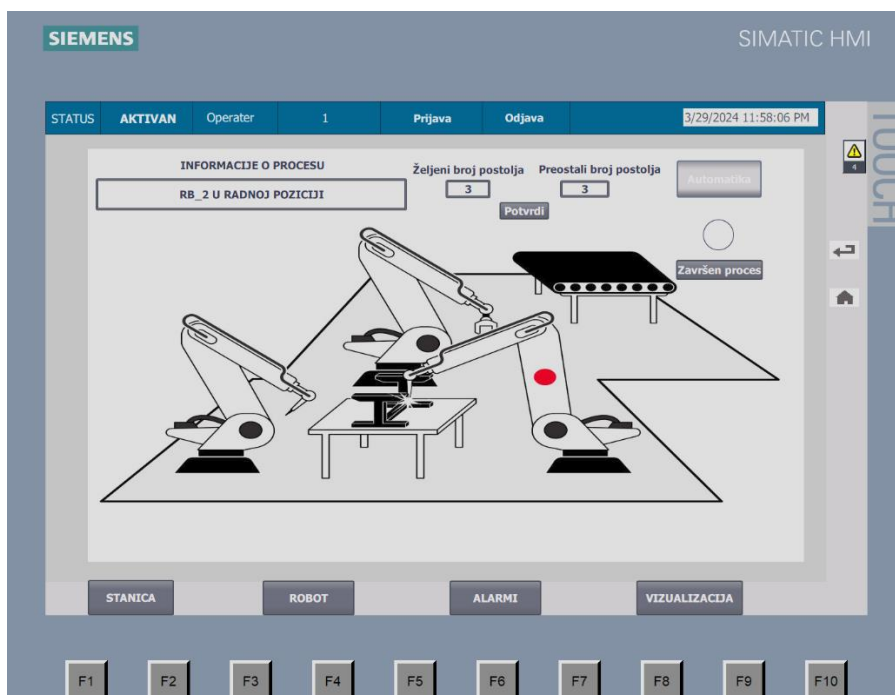 SIEMENS
SIMATIC HMI
TOUCH
STATUS AKTIVAN Operater 1 Prijava Odjava 3/29/2024 11:58:06 PM
4
INFORMACIJE O PROCESU
RB_2 U RADNOJ POZICIJI
Željeni broj postolja Preostali broj postolja
3 3
Potvrdi
Automatika
Završen proces
STANICA ROBOT ALARMI VIZUALIZACIJA
F1 F2 F3 F4 F5 F6 F7 F8 F9 F10